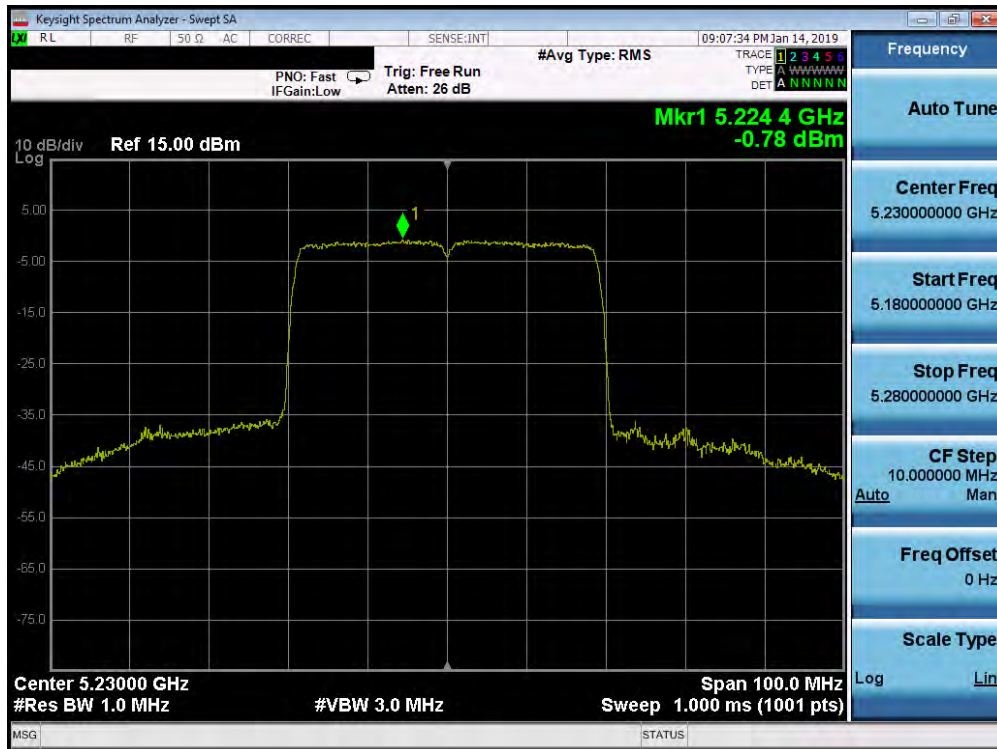 Keysight Spectrum Analyzer - Swept SA
LXI RL RF 50 Ω AC CORREC SENSE:INT 09:07:34 PM Jan 14, 2019
#Avg Type: RMS
TRACE 1 2 3 4 5 6
PNO: Fast Trig: Free Run
TYPE A WWWWWW
IFGain:Low Atten: 26 dB
DET A N N N N N
Mkr1 5.224 4 GHz
-0.78 dBm
10 dB/div Ref 15.00 dBm
Log
5.00
1
-5.00
-15.0
-25.0
-35.0
-45.0
-55.0
-65.0
-75.0
Center 5.23000 GHz Span 100.0 MHz
#Res BW 1.0 MHz #VBW 3.0 MHz Sweep 1.000 ms (1001 pts)
MSG STATUS
Frequency
Auto Tune
Center Freq
5.230000000 GHz
Start Freq
5.180000000 GHz
Stop Freq
5.280000000 GHz
CF Step
10.000000 MHz
Auto Man
Freq Offset
0 Hz
Scale Type
Log Lin